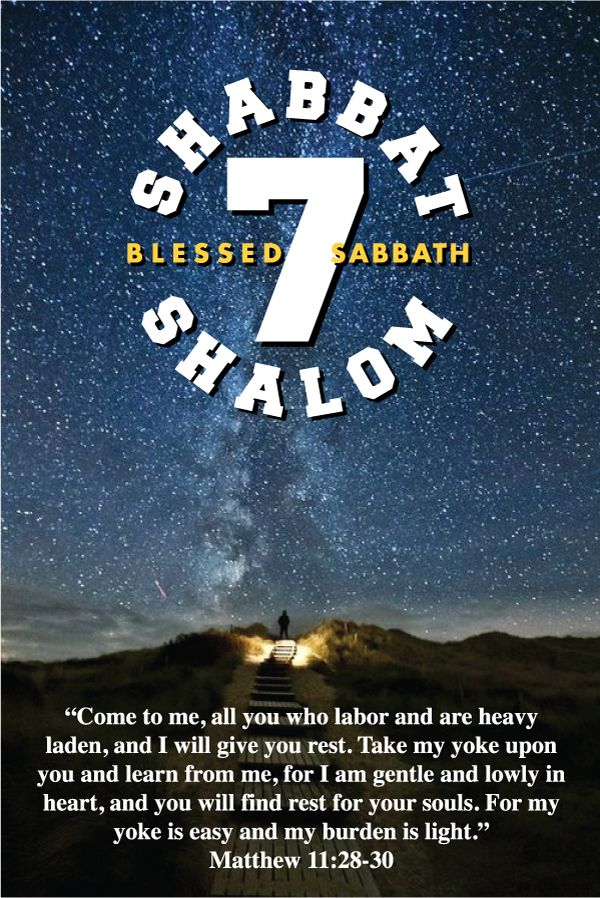 SHABBAT
7
BLESSED SABBATH
SHALOM
“Come to me, all you who labor and are heavy
laden, and I will give you rest. Take my yoke upon
you and learn from me, for I am gentle and lowly in
heart, and you will find rest for your souls. For my
yoke is easy and my burden is light.”
Matthew 11:28-30